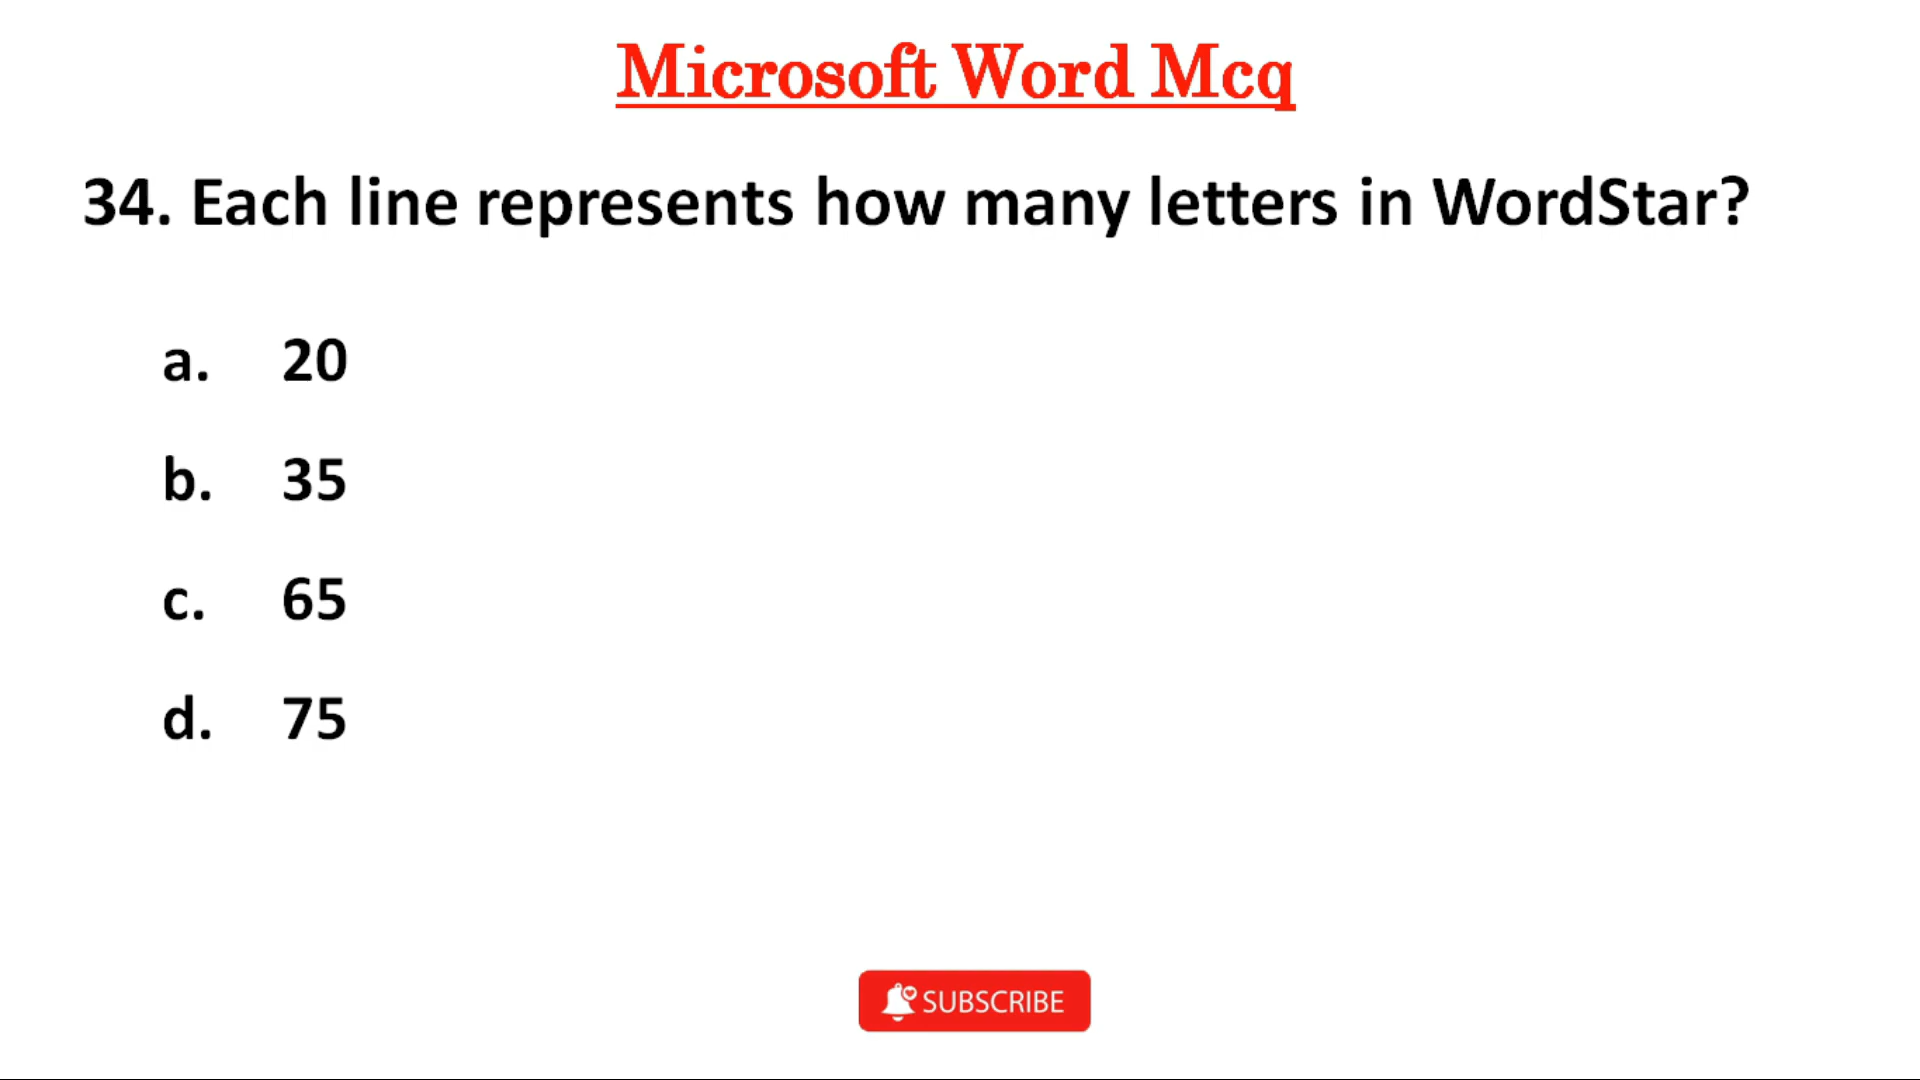 Microsoft Word Mcq
34. Each line represents how many letters in WordStar?
a. 20
b. 35
c. 65
d. 75
SUBSCRIBE